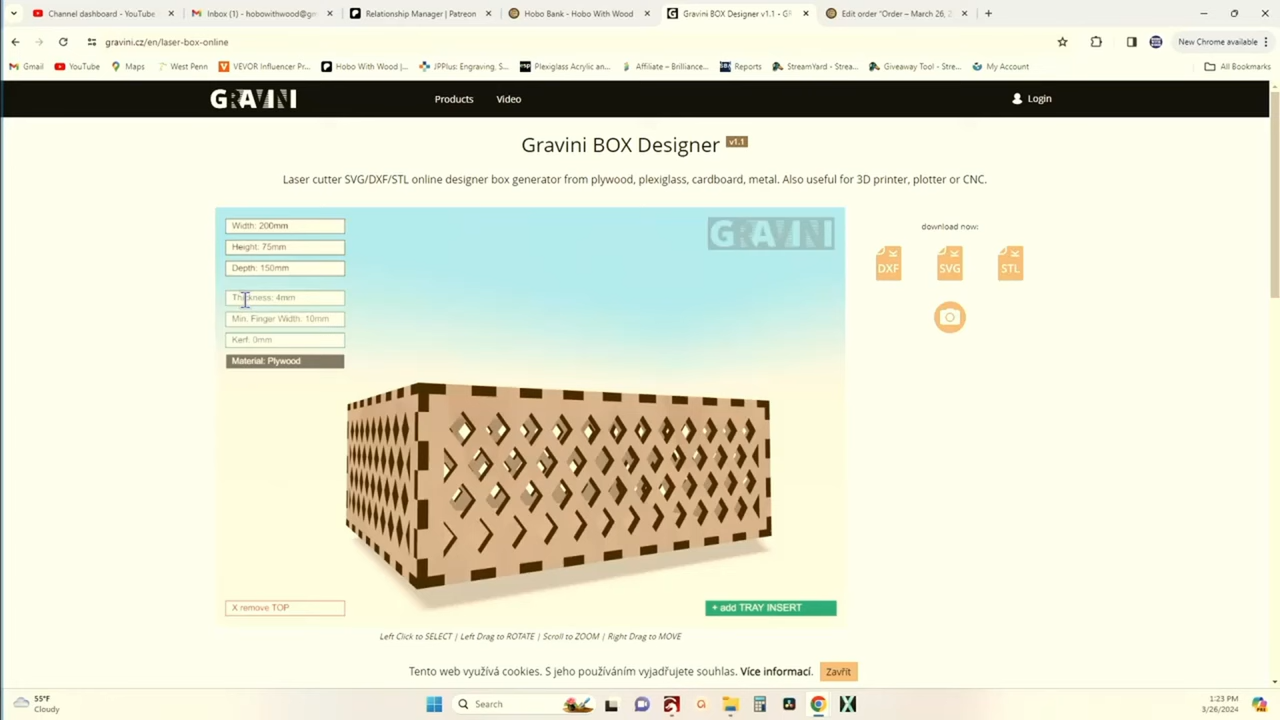 Channel dashboard - YouTube
Inbox (1) - hobowithwood@gm
Relationship Manager | Patreon
Hobo Bank - Hobo With Wood
Gravini BOX Designer v1.1 - GR
Edit order "Order – March 26, 2
gravini.cz/en/laser-box-online
New Chrome available
Gmail
YouTube
Maps
West Penn
VEVOR Influencer Pr...
Hobo With Wood |...
JPPlus: Engraving, S...
Plexiglass Acrylic an...
Affiliate – Brilliance...
Reports
StreamYard - Strea...
Giveaway Tool - Stre...
My Account
All Bookmarks
GRAVINI
Products
Video
Login
Gravini BOX Designer v1.1
Laser cutter SVG/DXF/STL online designer box generator from plywood, plexiglass, cardboard, metal. Also useful for 3D printer, plotter or CNC.
Width: 200mm
Height: 75mm
Depth: 150mm
Thickness: 4mm
Min. Finger Width: 10mm
Kerf: 0mm
Material: Plywood
GRAVINI
download now:
DXF
SVG
STL
X remove TOP
+ add TRAY INSERT
Left Click to SELECT | Left Drag to ROTATE | Scroll to ZOOM | Right Drag to MOVE
Tento web využívá cookies. S jeho používáním vyjadřujete souhlas. Více informací.
Zavřít
55°F
Cloudy
Search
1:23 PM
3/26/2024